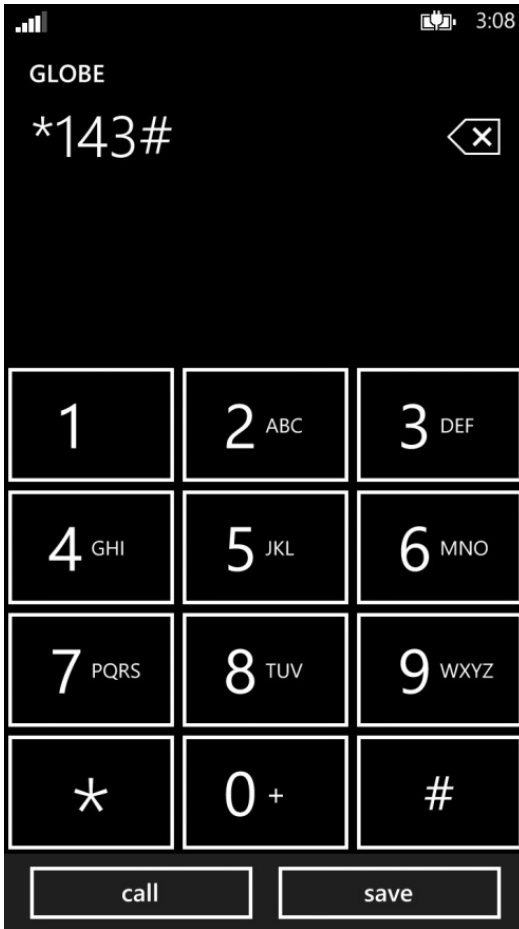 3:08
GLOBE
*143#
1 2 ABC 3 DEF
4 GHI 5 JKL 6 MNO
7 PQRS 8 TUV 9 WXYZ
* 0 + #
call save